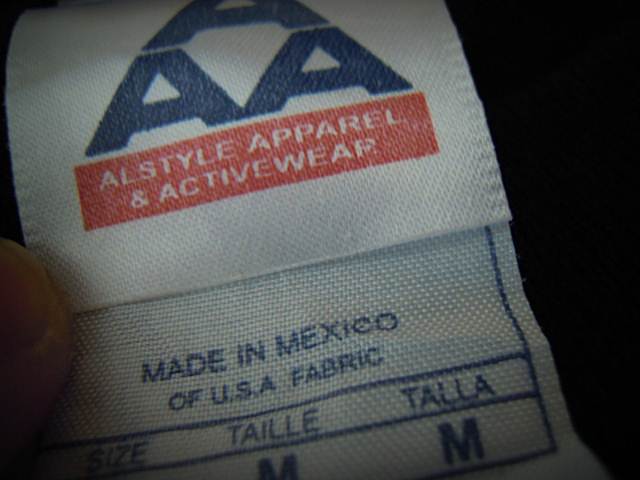 A
AA
ALSTYLE APPAREL
& ACTIVEWEAR
MADE IN MEXICO
OF U.S.A. FABRIC
SIZE TAILLE TALLA
M M